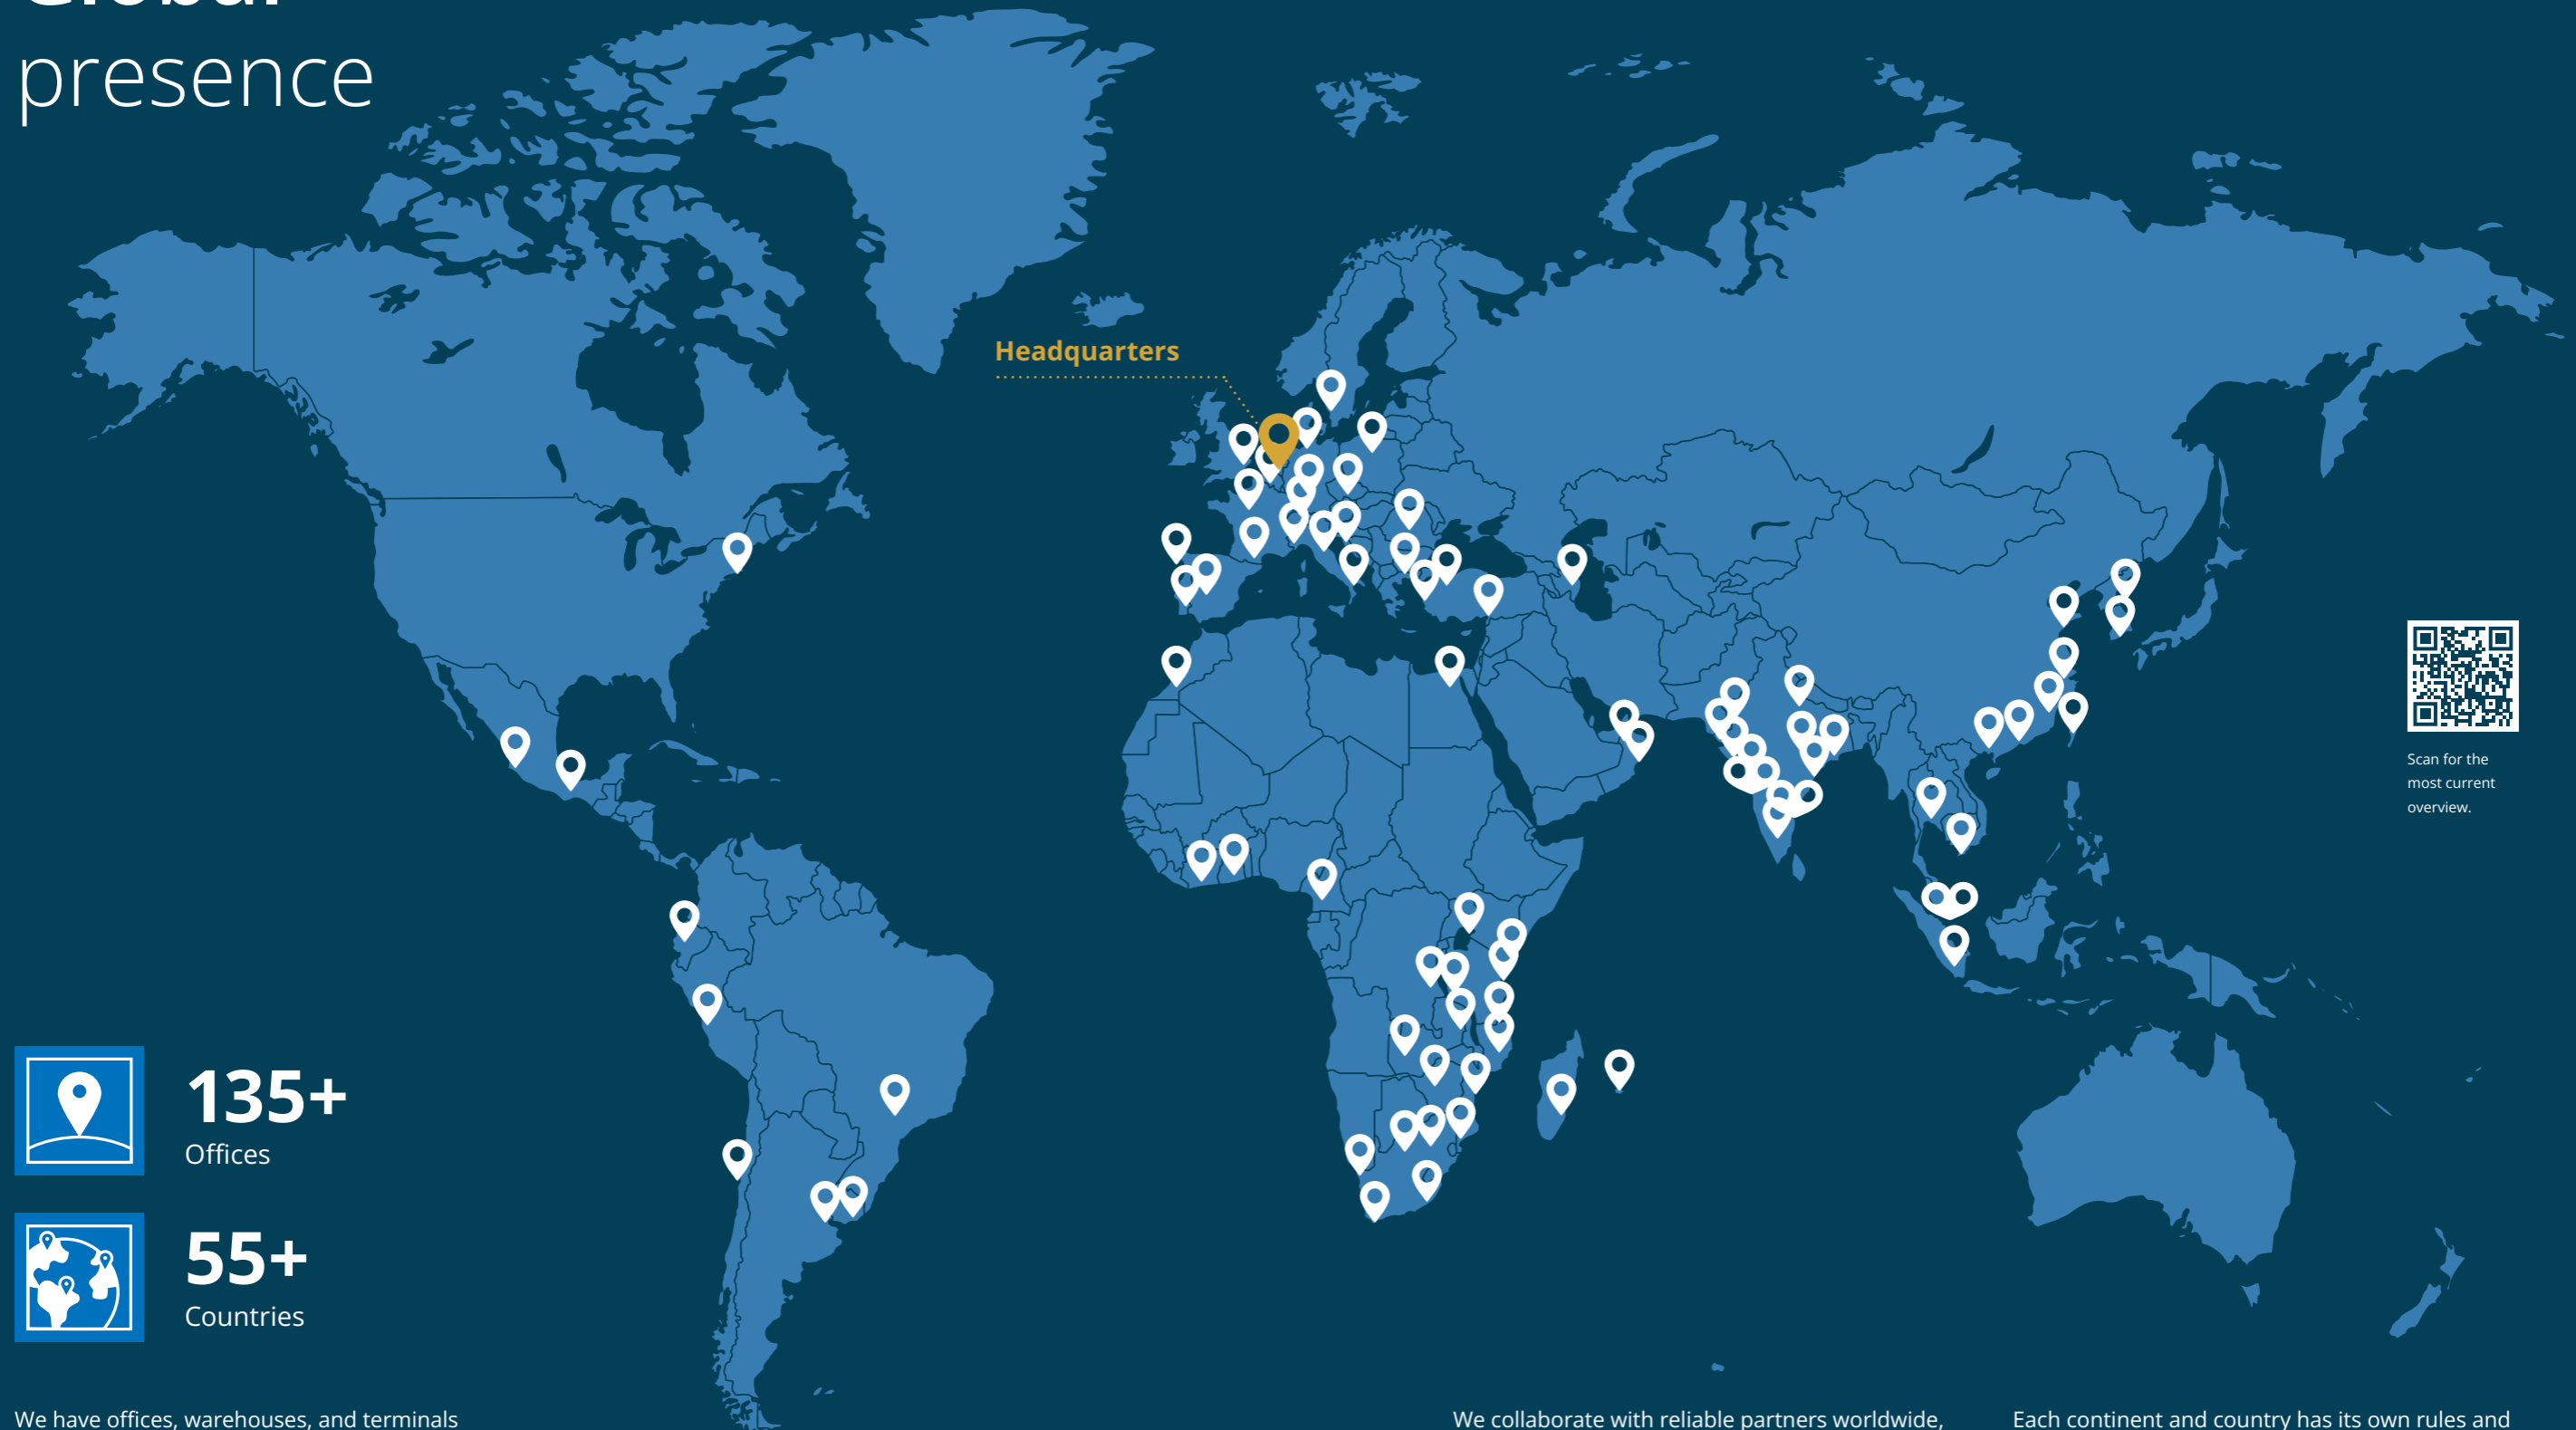 Global
presence
Headquarters
Scan for the
most current
overview.
135+
Offices
55+
Countries
We have offices, warehouses, and terminals
We collaborate with reliable partners worldwide,
Each continent and country has its own rules and